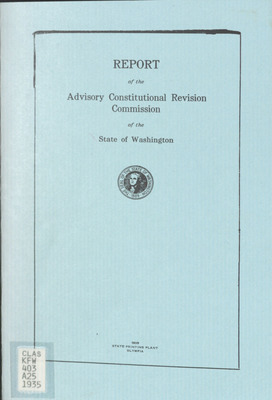 REPORT
of the
Advisory Constitutional Revision
Commission
of the
State of Washington
STATE PRINTING PLANT
OLYMPIA
CLAS
KFW
403
A25
1935